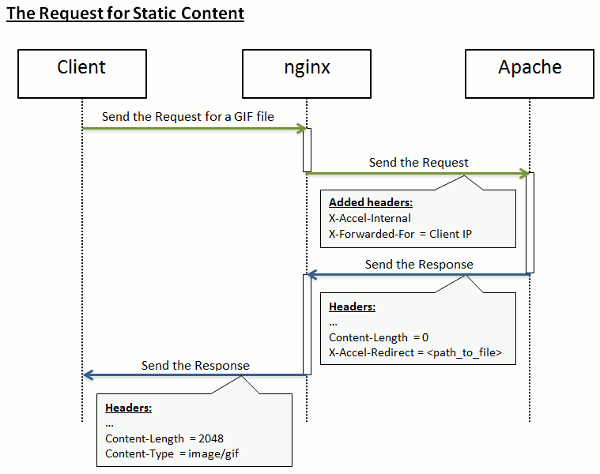 The Request for Static Content
Client
nginx
Apache
Send the Request for a GIF file
Send the Request
Added headers:
X-Accel-Internal
X-Forwarded-For = Client IP
Send the Response
Headers:
...
Content-Length = 0
X-Accel-Redirect = <path_to_file>
Send the Response
Headers:
...
Content-Length = 2048
Content-Type = image/gif